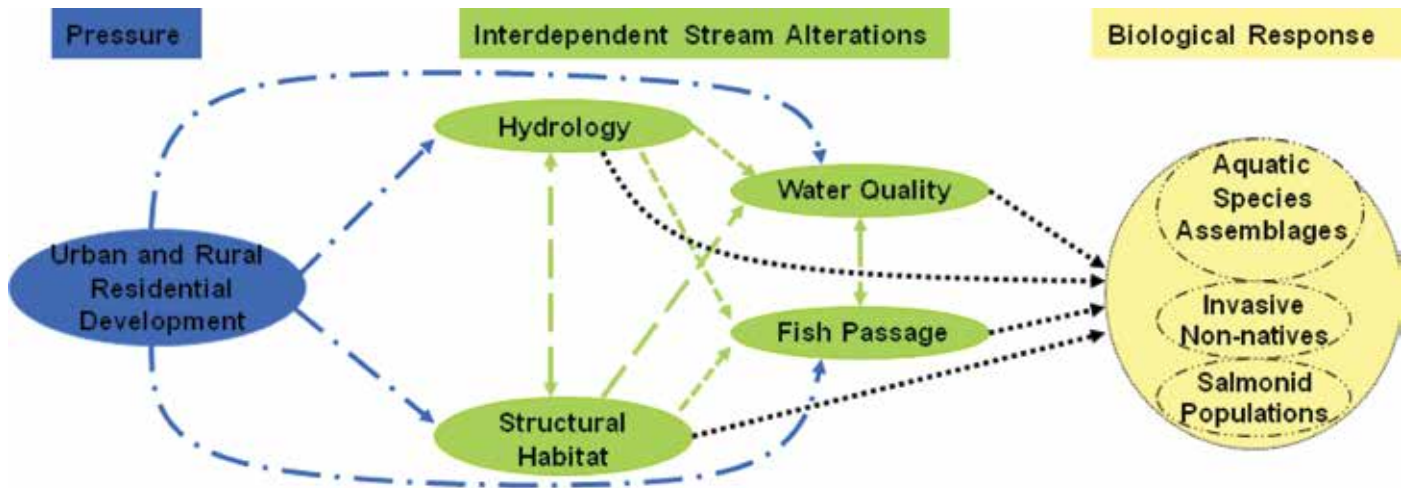 Pressure
Interdependent Stream Alterations
Biological Response
Urban and Rural
Residential
Development
Hydrology
Structural
Habitat
Water Quality
Fish Passage
Aquatic
Species
Assemblages
Invasive
Non-natives
Salmonid
Populations